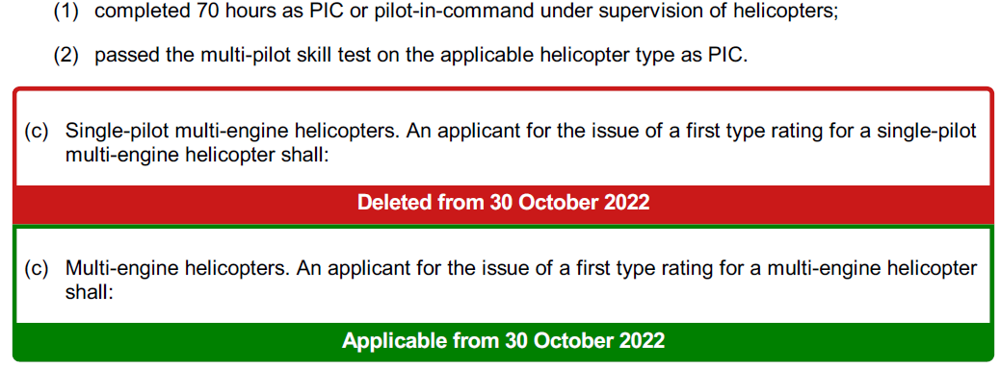 (1) completed 70 hours as PIC or pilot-in-command under supervision of helicopters;
(2) passed the multi-pilot skill test on the applicable helicopter type as PIC.
(c) Single-pilot multi-engine helicopters. An applicant for the issue of a first type rating for a single-pilot
multi-engine helicopter shall:
Deleted from 30 October 2022
(c) Multi-engine helicopters. An applicant for the issue of a first type rating for a multi-engine helicopter
shall:
Applicable from 30 October 2022